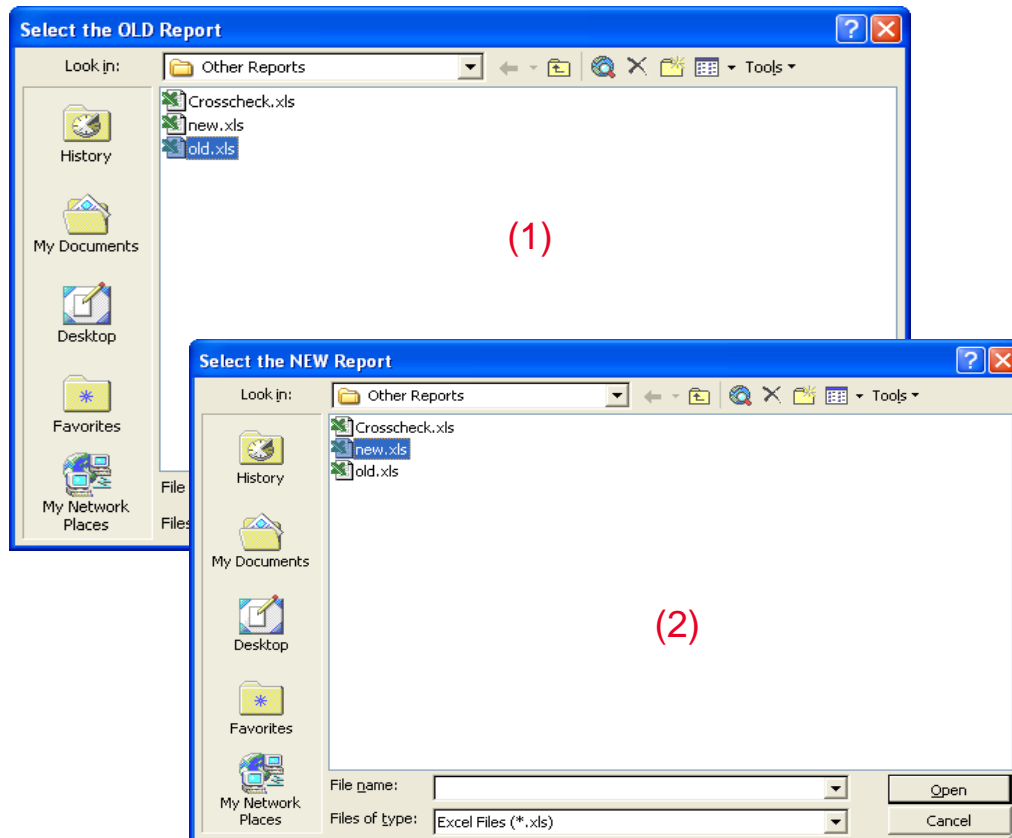 Select the OLD Report
Look in:
Other Reports
Tools
Crosscheck.xls
new.xls
old.xls
History
My Documents
Desktop
Favorites
My Network
Places
File
Files
(1)
Select the NEW Report
Look in:
Other Reports
Tools
Crosscheck.xls
new.xls
old.xls
History
My Documents
Desktop
Favorites
My Network
Places
(2)
File name:
Open
Files of type:
Excel Files (*.xls)
Cancel